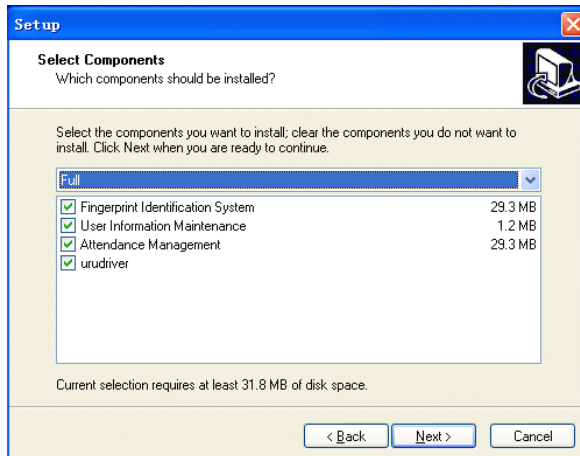 Setup
Select Components
Which components should be installed?
Select the components you want to install; clear the components you do not want to
install. Click Next when you are ready to continue.
Full
Fingerprint Identification System 29.3 MB
User Information Maintenance 1.2 MB
Attendance Management 29.3 MB
urudriver
Current selection requires at least 31.8 MB of disk space.
< Back Next > Cancel